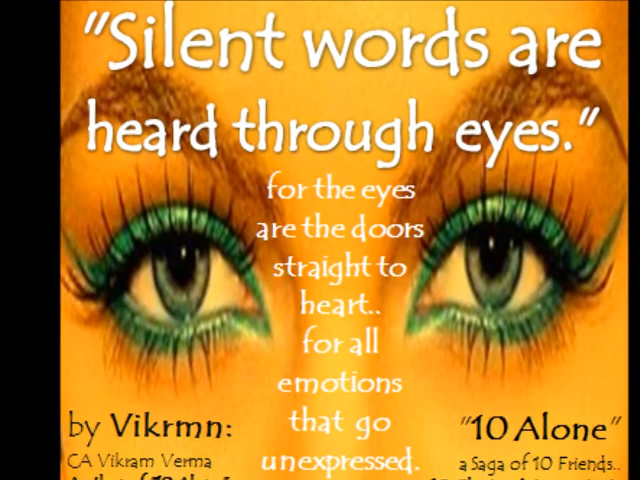 "Silent words are
heard through eyes."
for the eyes
are the doors
straight to
heart..
for all
emotions
that go
unexpressed.
by Vikrmn:
CA Vikram Verma
"10 Alone"
a Saga of 10 Friends..